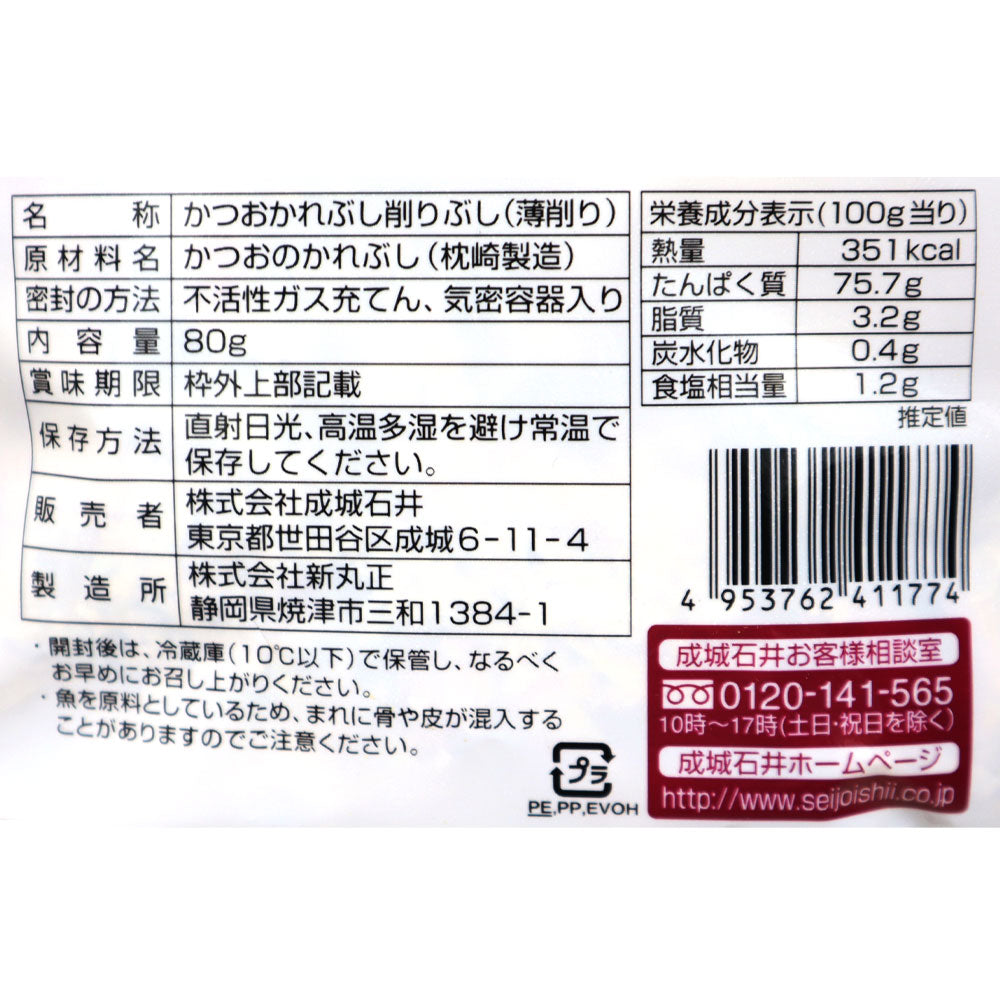 名称 かつおかれぶし削りぶし(薄削り)
原材料名 かつおのかれぶし(枕崎製造)
密封の方法 不活性ガス充てん、気密容器入り
内容量 80g
賞味期限 枠外上部記載
保存方法 直射日光、高温多湿を避け常温で
保存してください。
販売者 株式会社成城石井
東京都世田谷区成城6-11-4
製造所 株式会社新丸正
静岡県焼津市三和1384-1
・開封後は、冷蔵庫(10℃以下)で保管し、なるべく
お早めにお召し上がりください。
・魚を原料としているため、まれに骨や皮が混入する
ことがありますのでご注意ください。
プラ
PE,PP,EVOH
栄養成分表示(100g当り)
熱量 351kcal
たんぱく質 75.7g
脂質 3.2g
炭水化物 0.4g
食塩相当量 1.2g
推定値
4 953762 411774
成城石井お客様相談室
0120-141-565
10時～17時(土日・祝日を除く)
成城石井ホームページ
http://www.seijoishii.co.jp